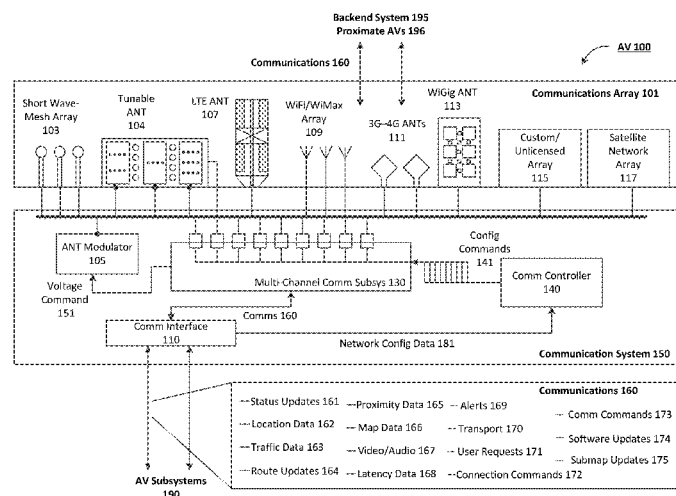 Backend System 195
Proximate AVs 196
Communications 160
AV 100
Communications Array 101
Short Wave-
Mesh Array
103
Tunable
ANT
104
LTE ANT
107
WiFi/WiMax
Array
109
3G-4G ANTs
111
WiGig ANT
113
Custom/
Unlicensed
Array
115
Satellite
Network
Array
117
ANT Modulator
105
Voltage
Command
151
Multi-Channel Comm Subsys 130
Config
Commands
141
Comm Controller
140
Comms 160
Comm Interface
110
Network Config Data 181
Communication System 150
Communications 160
Status Updates 161
Location Data 162
Traffic Data 163
Route Updates 164
Proximity Data 165
Map Data 166
Video/Audio 167
Latency Data 168
Alerts 169
Transport 170
User Requests 171
Connection Commands 172
Comm Commands 173
Software Updates 174
Submap Updates 175
AV Subsystems
190